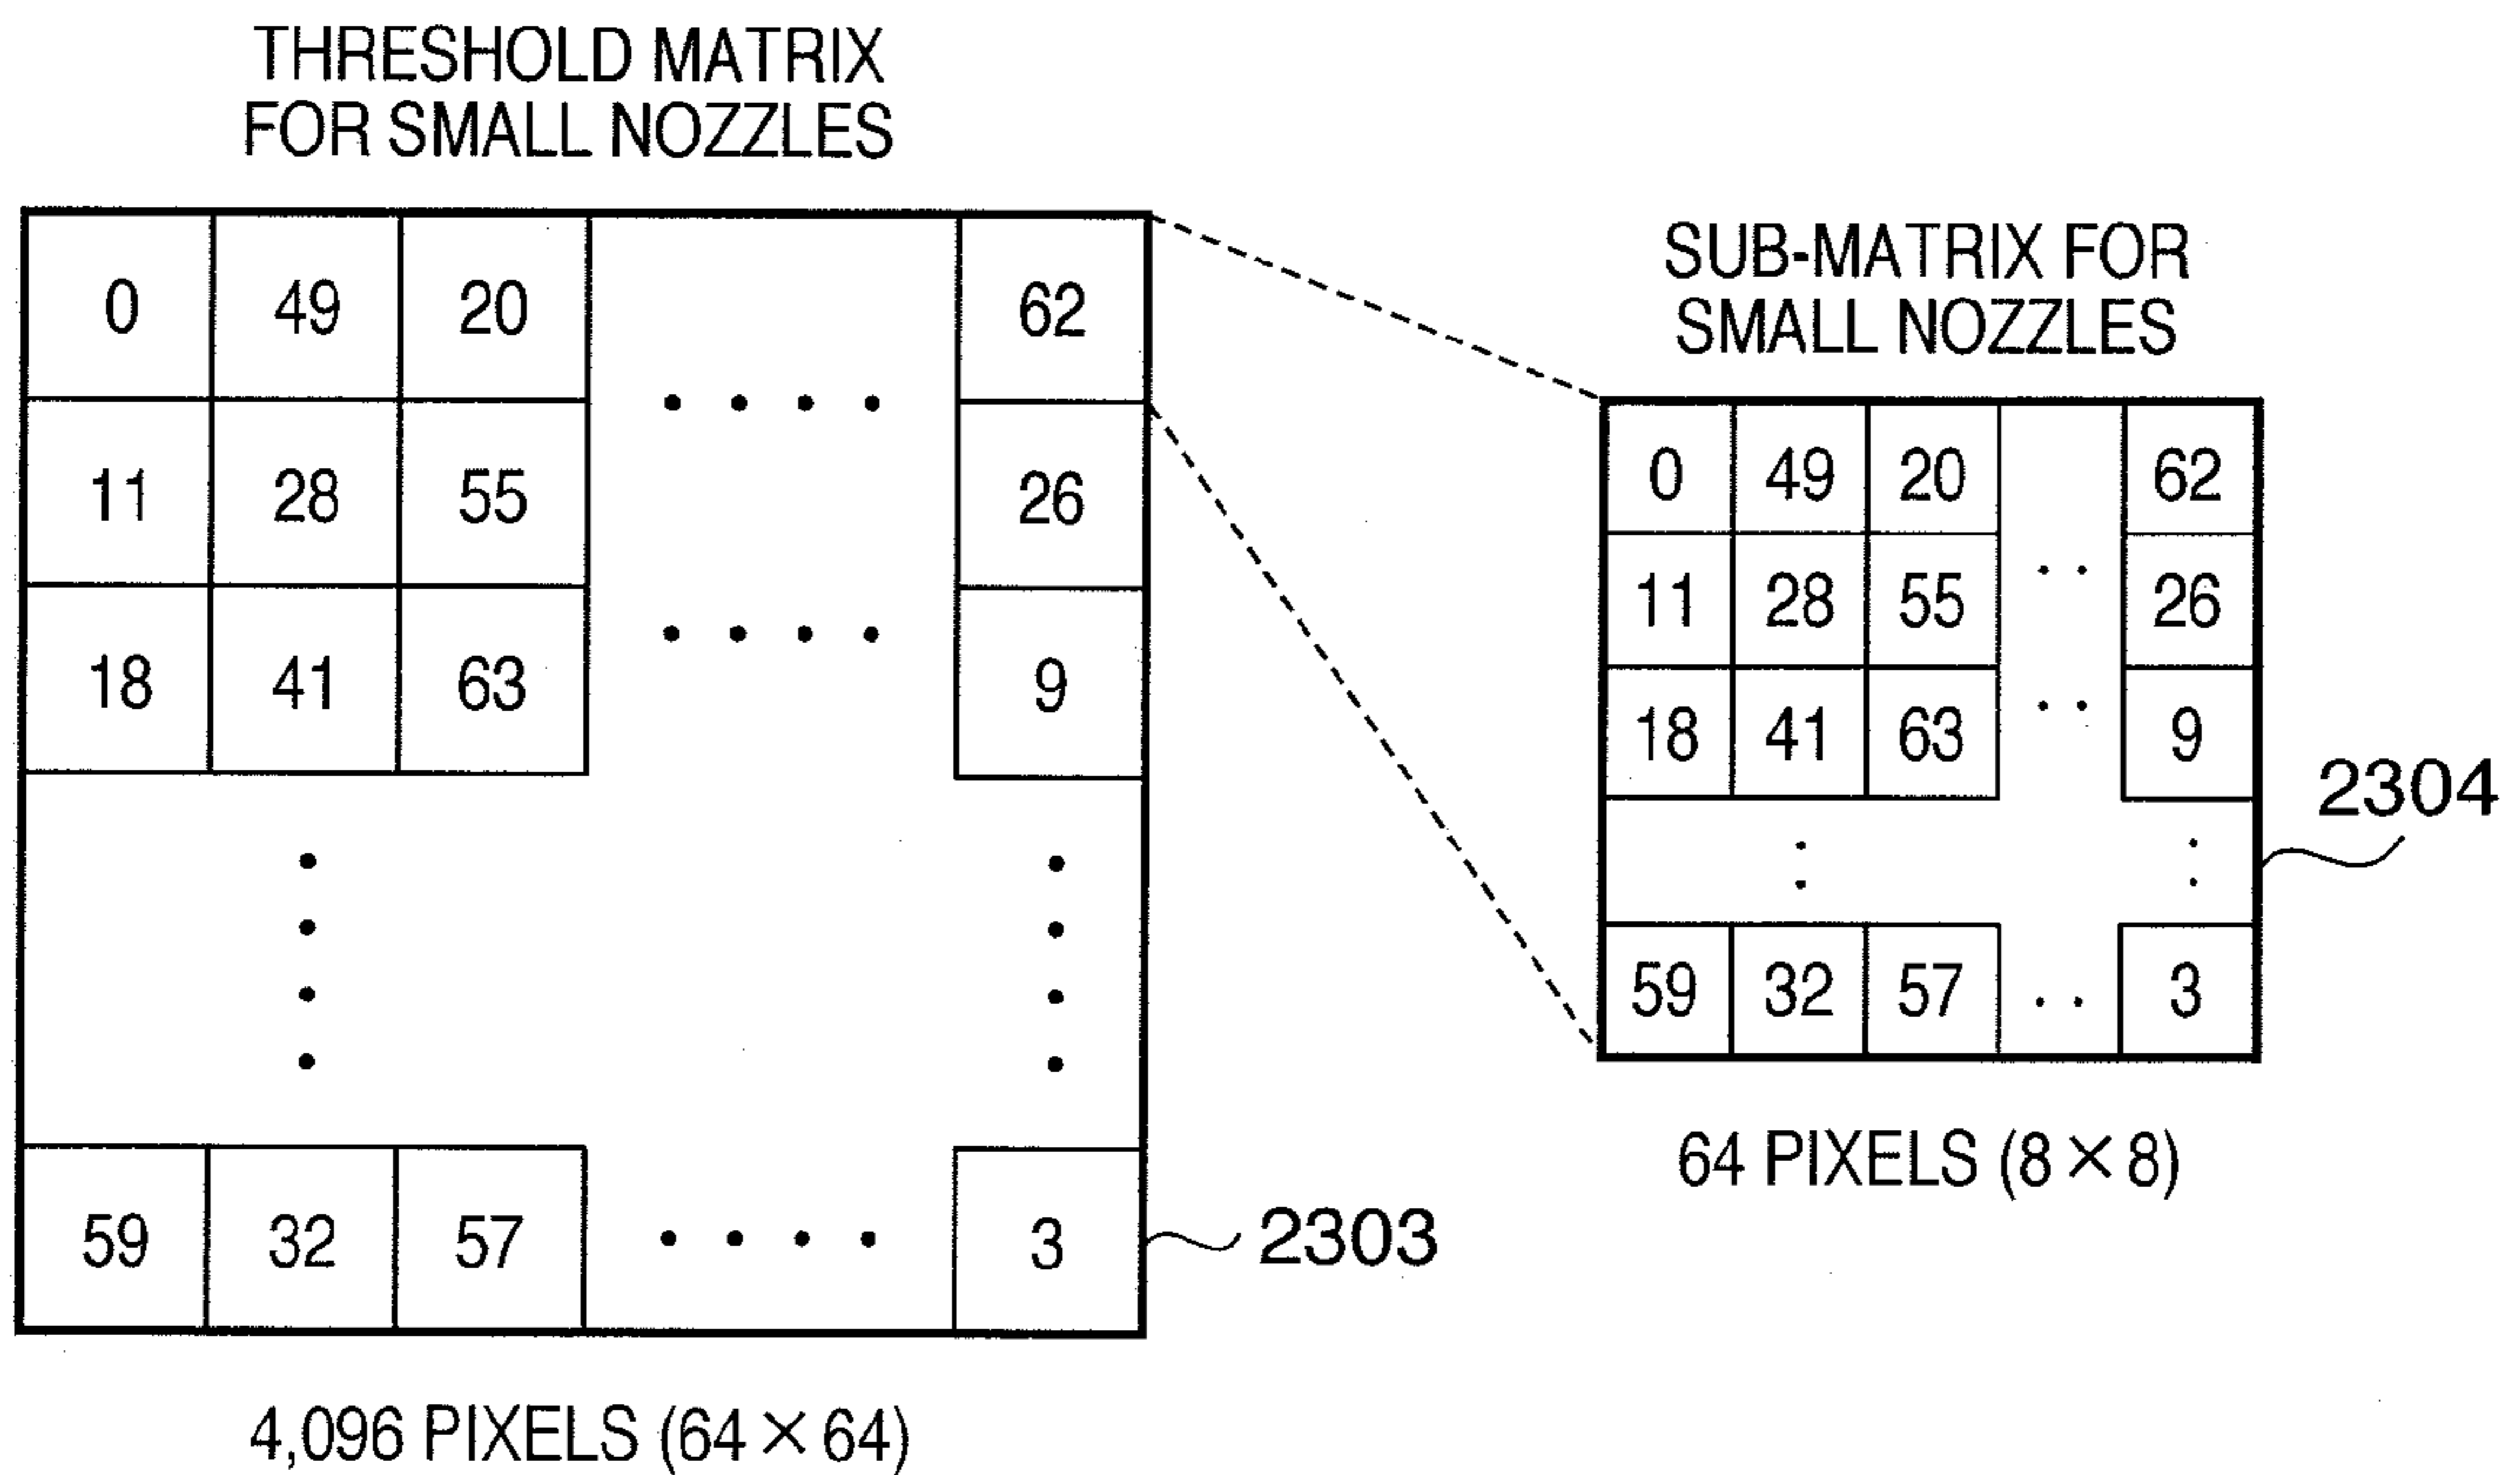 THRESHOLD MATRIX
FOR SMALL NOZZLES
0 49 20 62
11 28 55 26
18 41 63 9
59 32 57 3
2303
4,096 PIXELS (64 × 64)
SUB-MATRIX FOR
SMALL NOZZLES
0 49 20 62
11 28 55 26
18 41 63 9
59 32 57 3
2304
64 PIXELS (8 × 8)